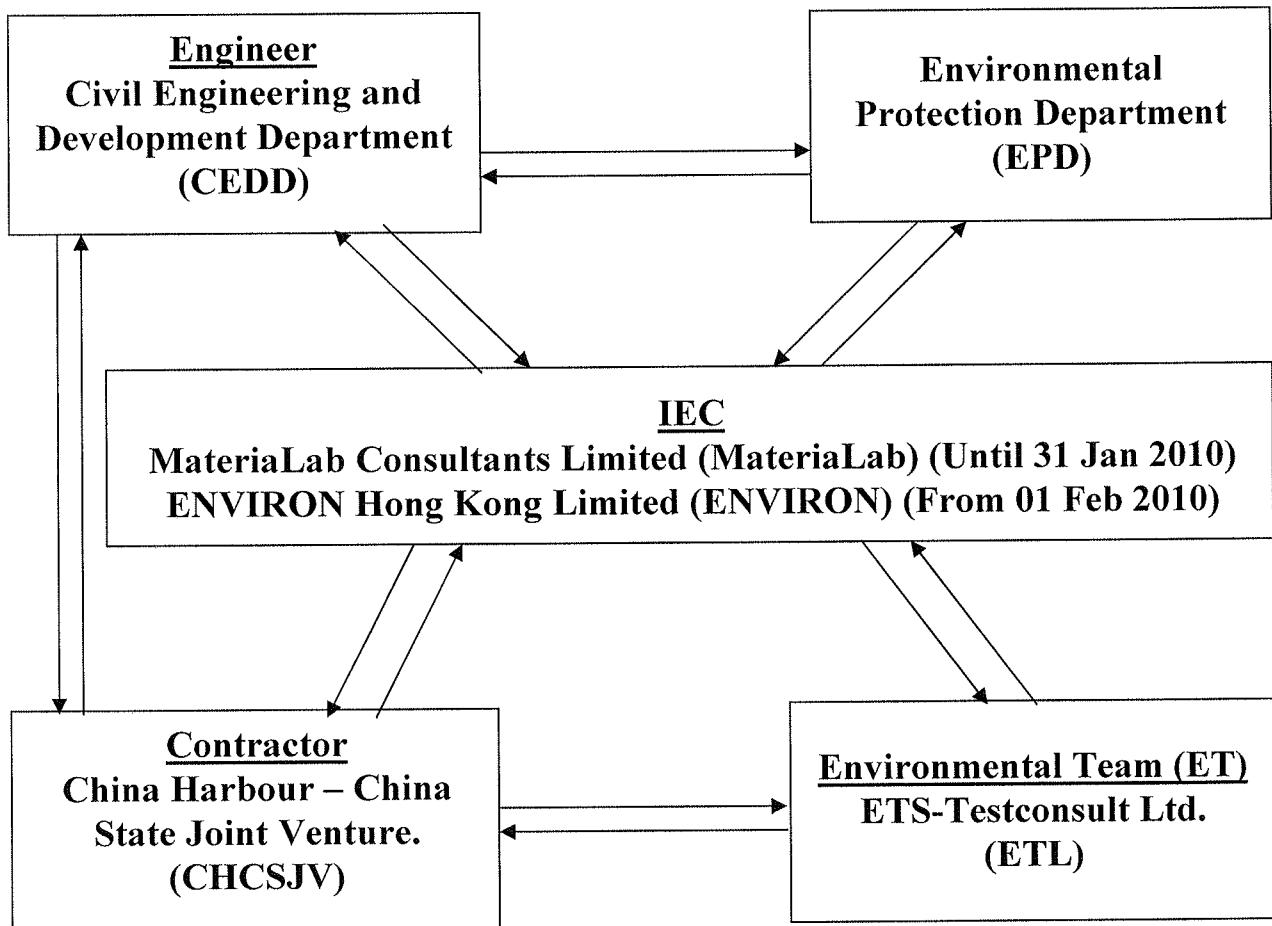 Engineer
Civil Engineering and
Development Department
(CEDD)
Environmental
Protection Department
(EPD)
IEC
MateriaLab Consultants Limited (MateriaLab) (Until 31 Jan 2010)
ENVIRON Hong Kong Limited (ENVIRON) (From 01 Feb 2010)
Contractor
China Harbour – China
State Joint Venture.
(CHCSJV)
Environmental Team (ET)
ETS-Testconsult Ltd.
(ETL)